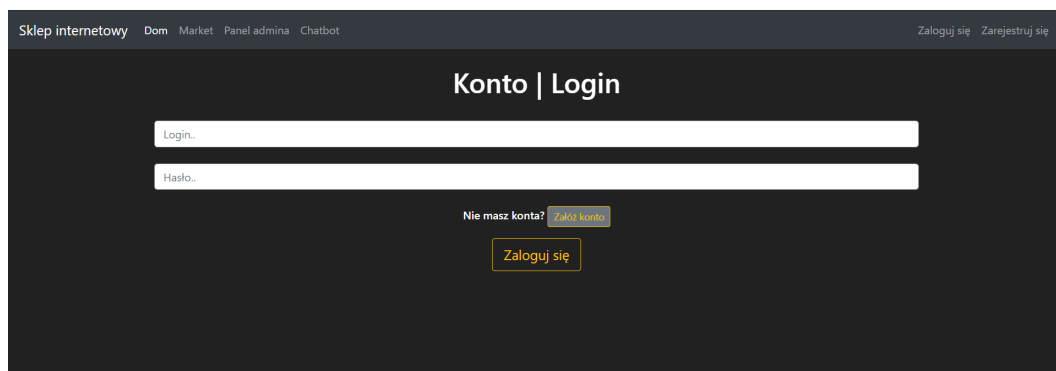 Sklep internetowy Dom Market Panel admina Chatbot Zaloguj się Zarejestruj się
Konto | Login
Login..
Hasło..
Nie masz konta? Załóż konto
Zaloguj się